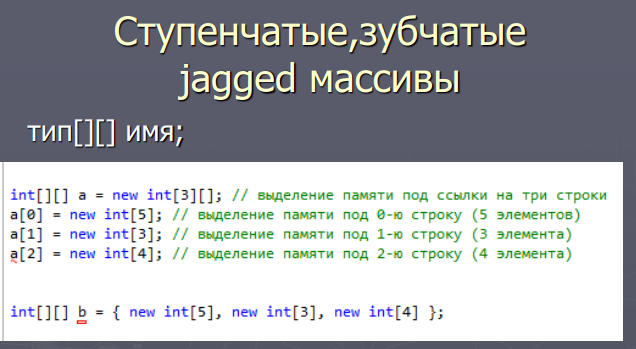 Ступенчатые,зубчатые
jagged массивы
тип[][] имя;
int[][] a = new int[3][]; // выделение памяти под ссылки на три строки
a[0] = new int[5]; // выделение памяти под 0-ю строку (5 элементов)
a[1] = new int[3]; // выделение памяти под 1-ю строку (3 элемента)
a[2] = new int[4]; // выделение памяти под 2-ю строку (4 элемента)
int[][] b = { new int[5], new int[3], new int[4] };